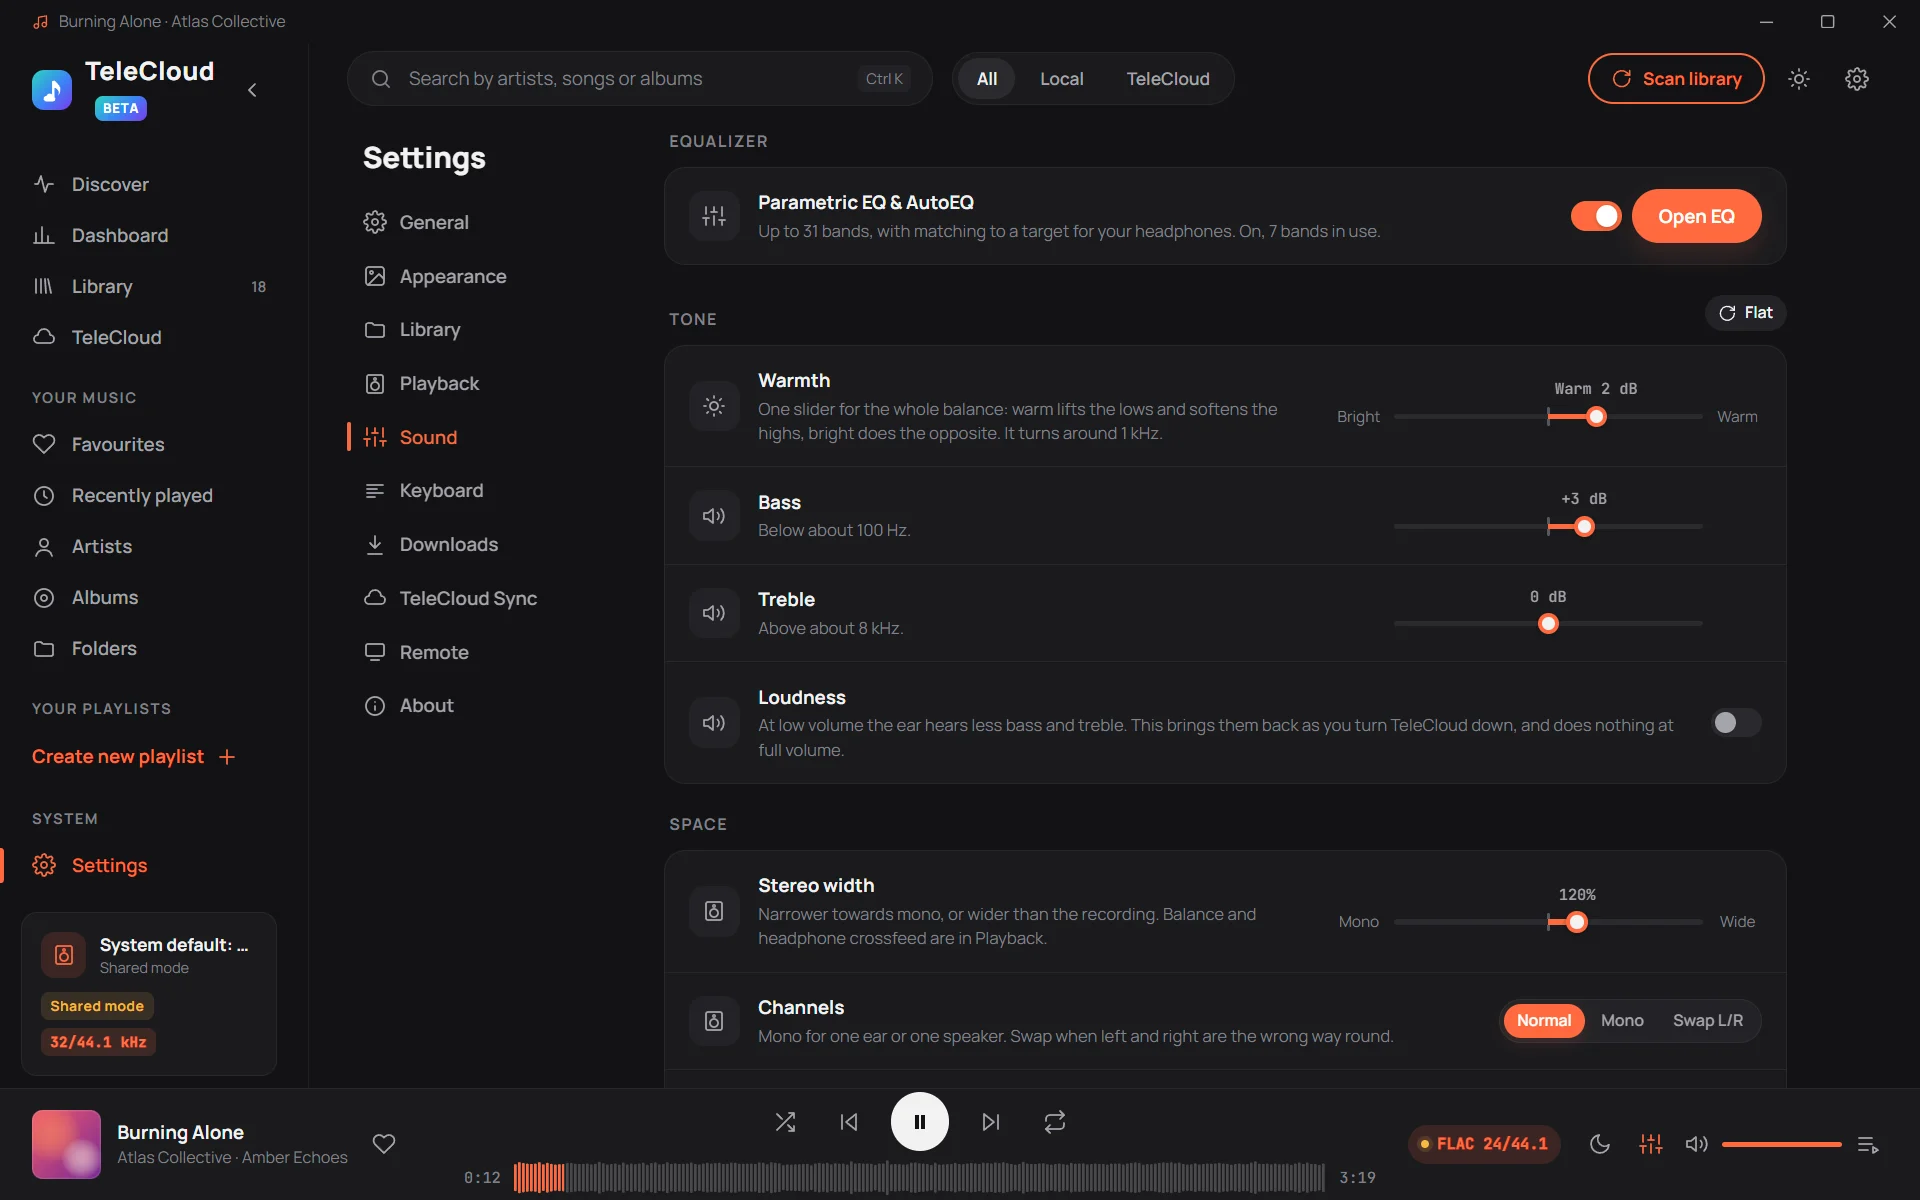 Burning Alone · Atlas Collective
TeleCloud
BETA
Search by artists, songs or albums
Ctrl K
All
Local
TeleCloud
Scan library
Discover
Dashboard
Library
18
TeleCloud
YOUR MUSIC
Favourites
Recently played
Artists
Albums
Folders
YOUR PLAYLISTS
Create new playlist
SYSTEM
Settings
System default: ...
Shared mode
Shared mode
32/44.1 kHz
Settings
General
Appearance
Library
Playback
Sound
Keyboard
Downloads
TeleCloud Sync
Remote
About
EQUALIZER
Parametric EQ & AutoEQ
Up to 31 bands, with matching to a target for your headphones. On, 7 bands in use.
Open EQ
TONE
Flat
Warmth
One slider for the whole balance: warm lifts the lows and softens the
highs, bright does the opposite. It turns around 1 kHz.
Warm 2 dB
Bright
Warm
Bass
Below about 100 Hz.
+3 dB
Treble
Above about 8 kHz.
0 dB
Loudness
At low volume the ear hears less bass and treble. This brings them back as you turn TeleCloud down, and does nothing at
full volume.
SPACE
Stereo width
Narrower towards mono, or wider than the recording. Balance and
headphone crossfeed are in Playback.
120%
Mono
Wide
Channels
Mono for one ear or one speaker. Swap when left and right are the wrong way round.
Normal
Mono
Swap L/R
Burning Alone
Atlas Collective · Amber Echoes
0:12
3:19
FLAC 24/44.1